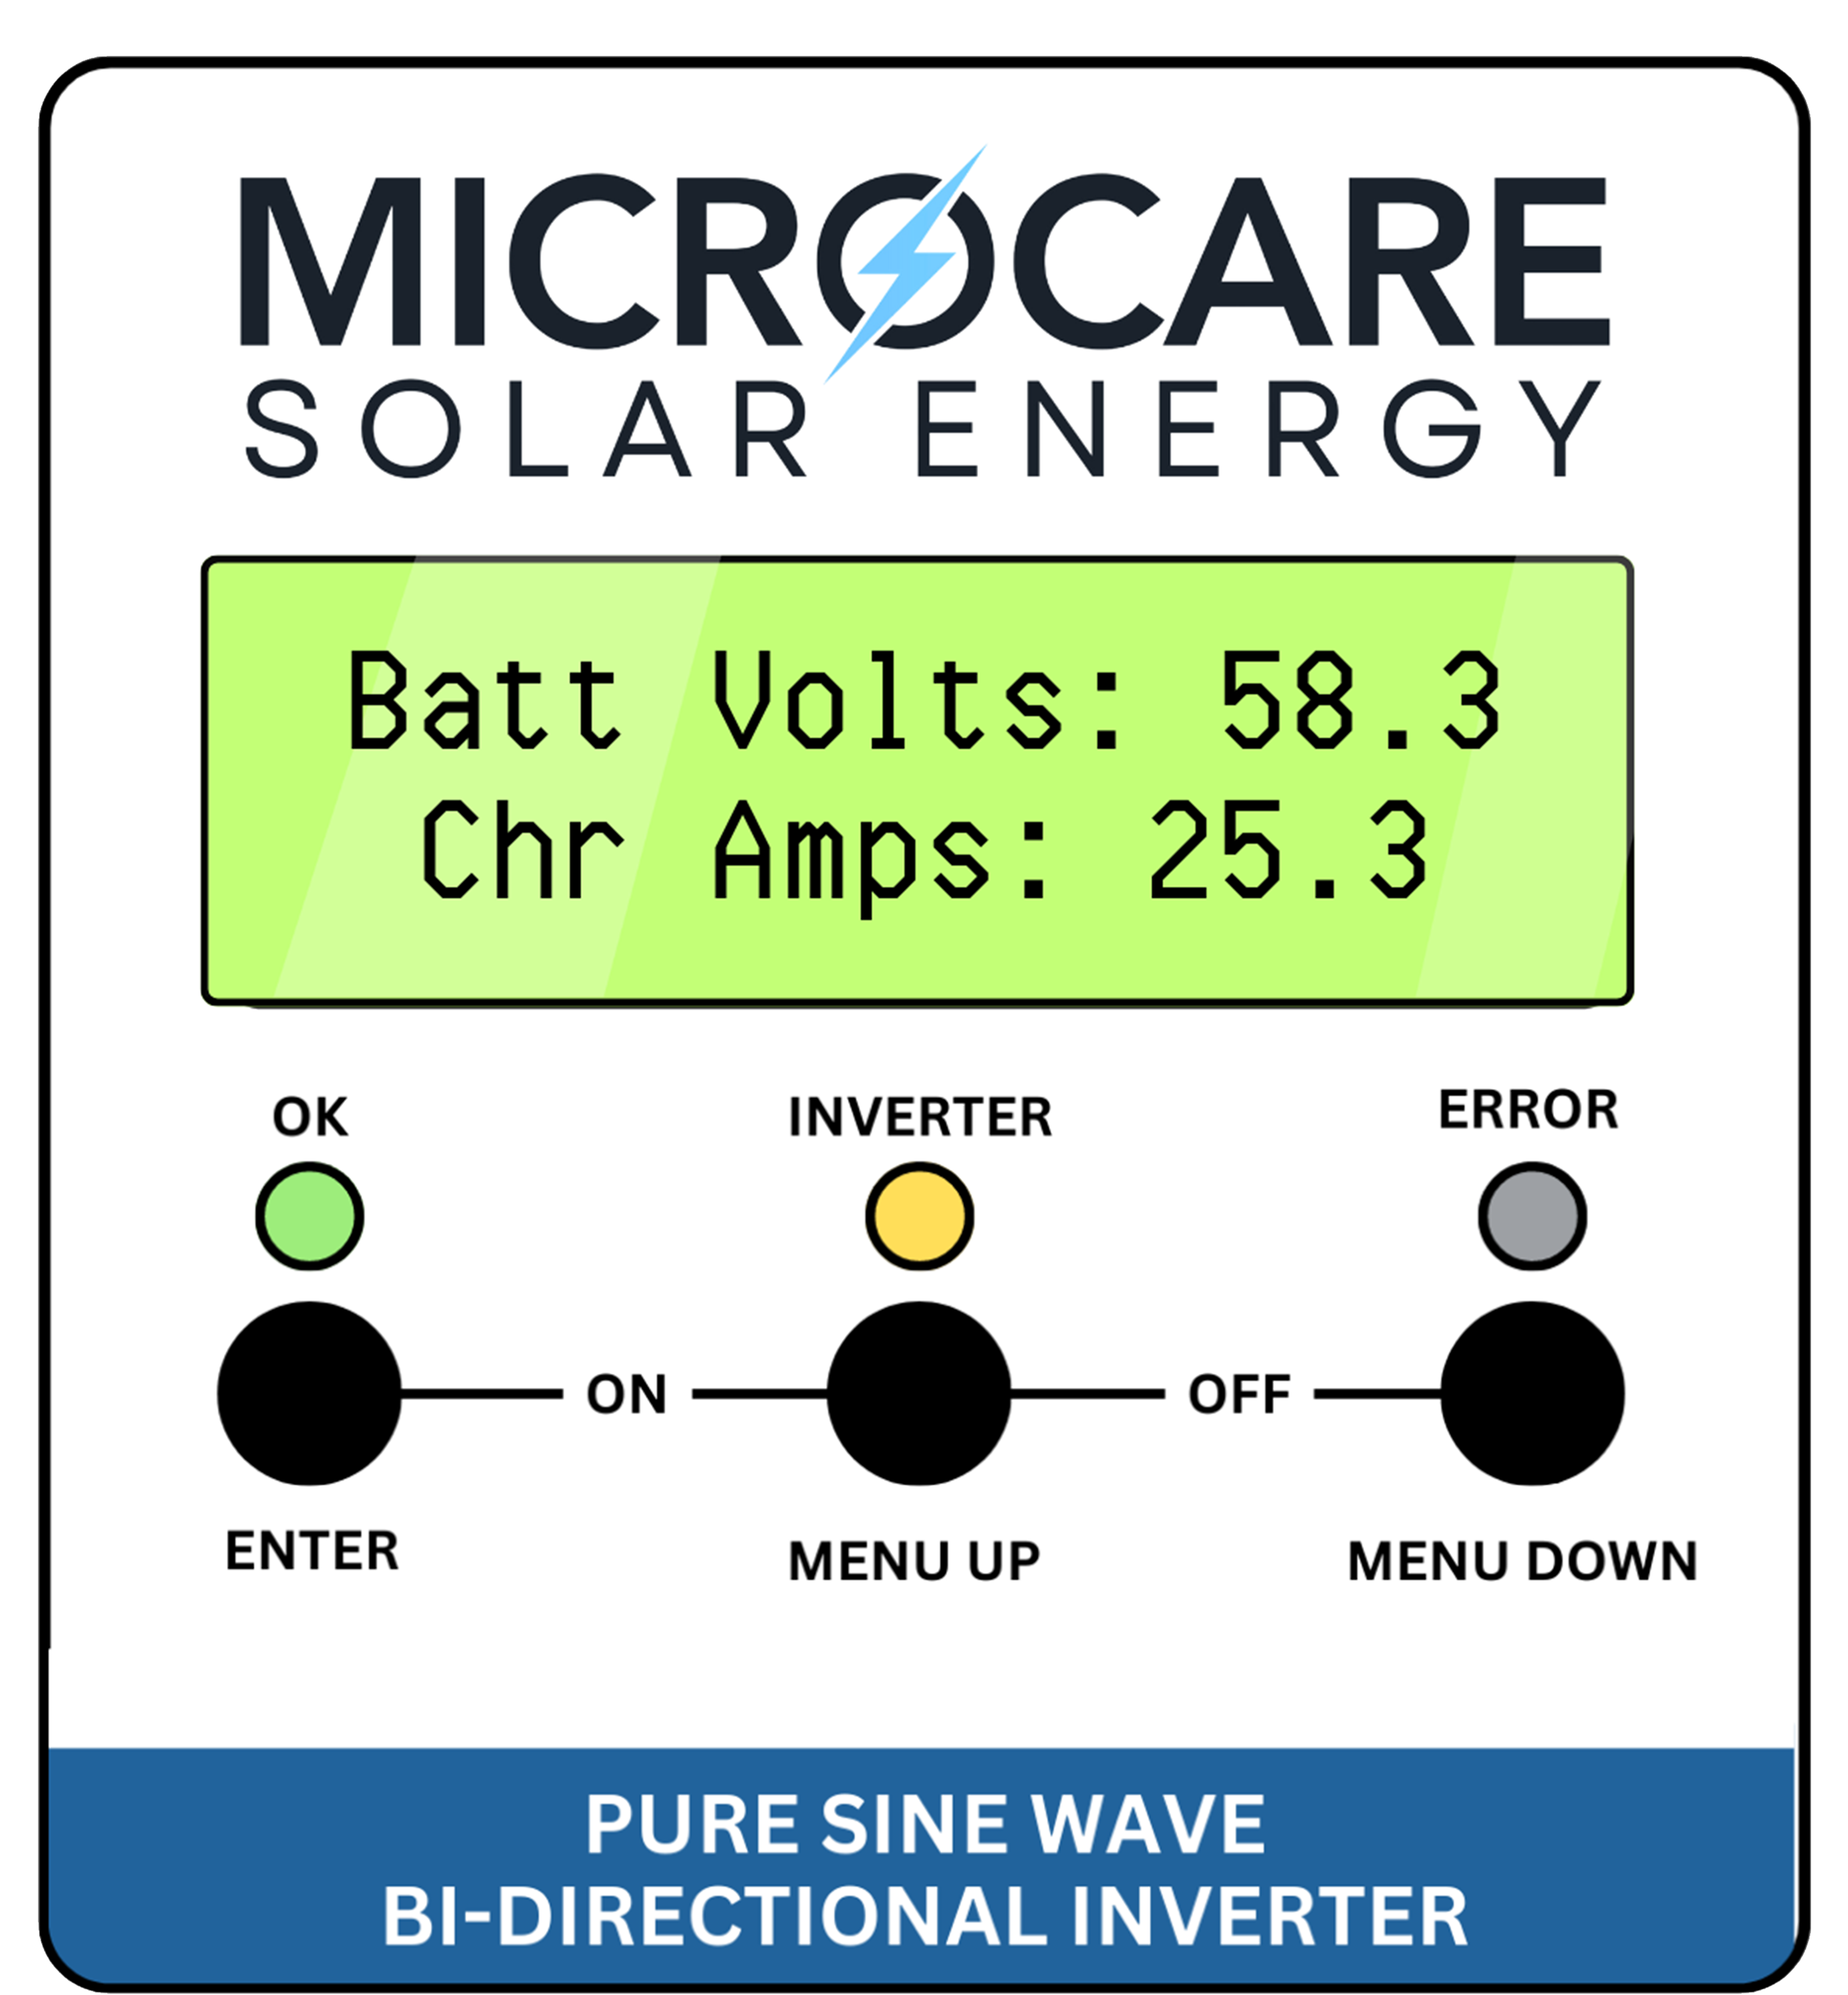 MICROCARE
SOLAR ENERGY
Batt Volts: 58.3
Chr Amps: 25.3
OK INVERTER ERROR
ON OFF
ENTER MENU UP MENU DOWN
PURE SINE WAVE
BI-DIRECTIONAL INVERTER